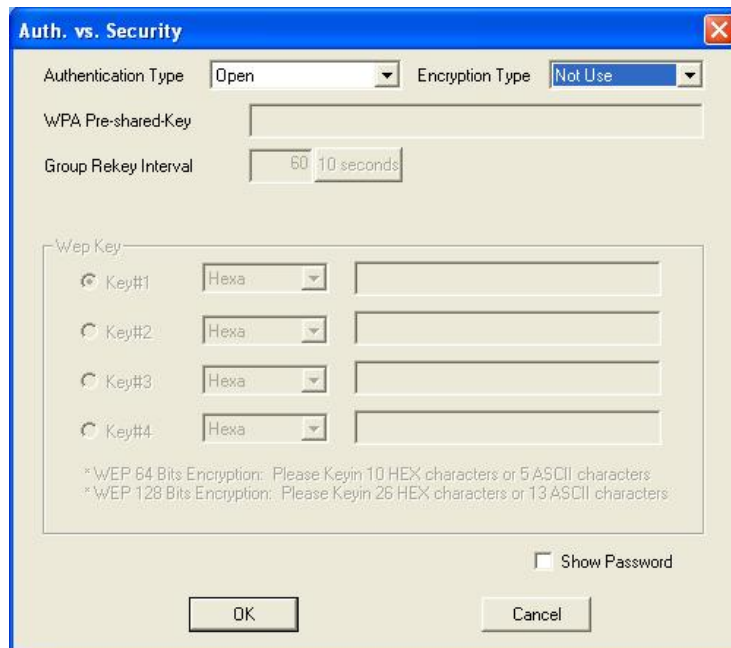 Auth. vs. Security
Authentication Type Open Encryption Type Not Use
WPA Pre-shared-Key
Group Rekey Interval 60 10 seconds
Wep Key
Key#1 Hexa
Key#2 Hexa
Key#3 Hexa
Key#4 Hexa
* WEP 64 Bits Encryption: Please Keyin 10 HEX characters or 5 ASCII characters
* WEP 128 Bits Encryption: Please Keyin 26 HEX characters or 13 ASCII characters
Show Password
OK Cancel